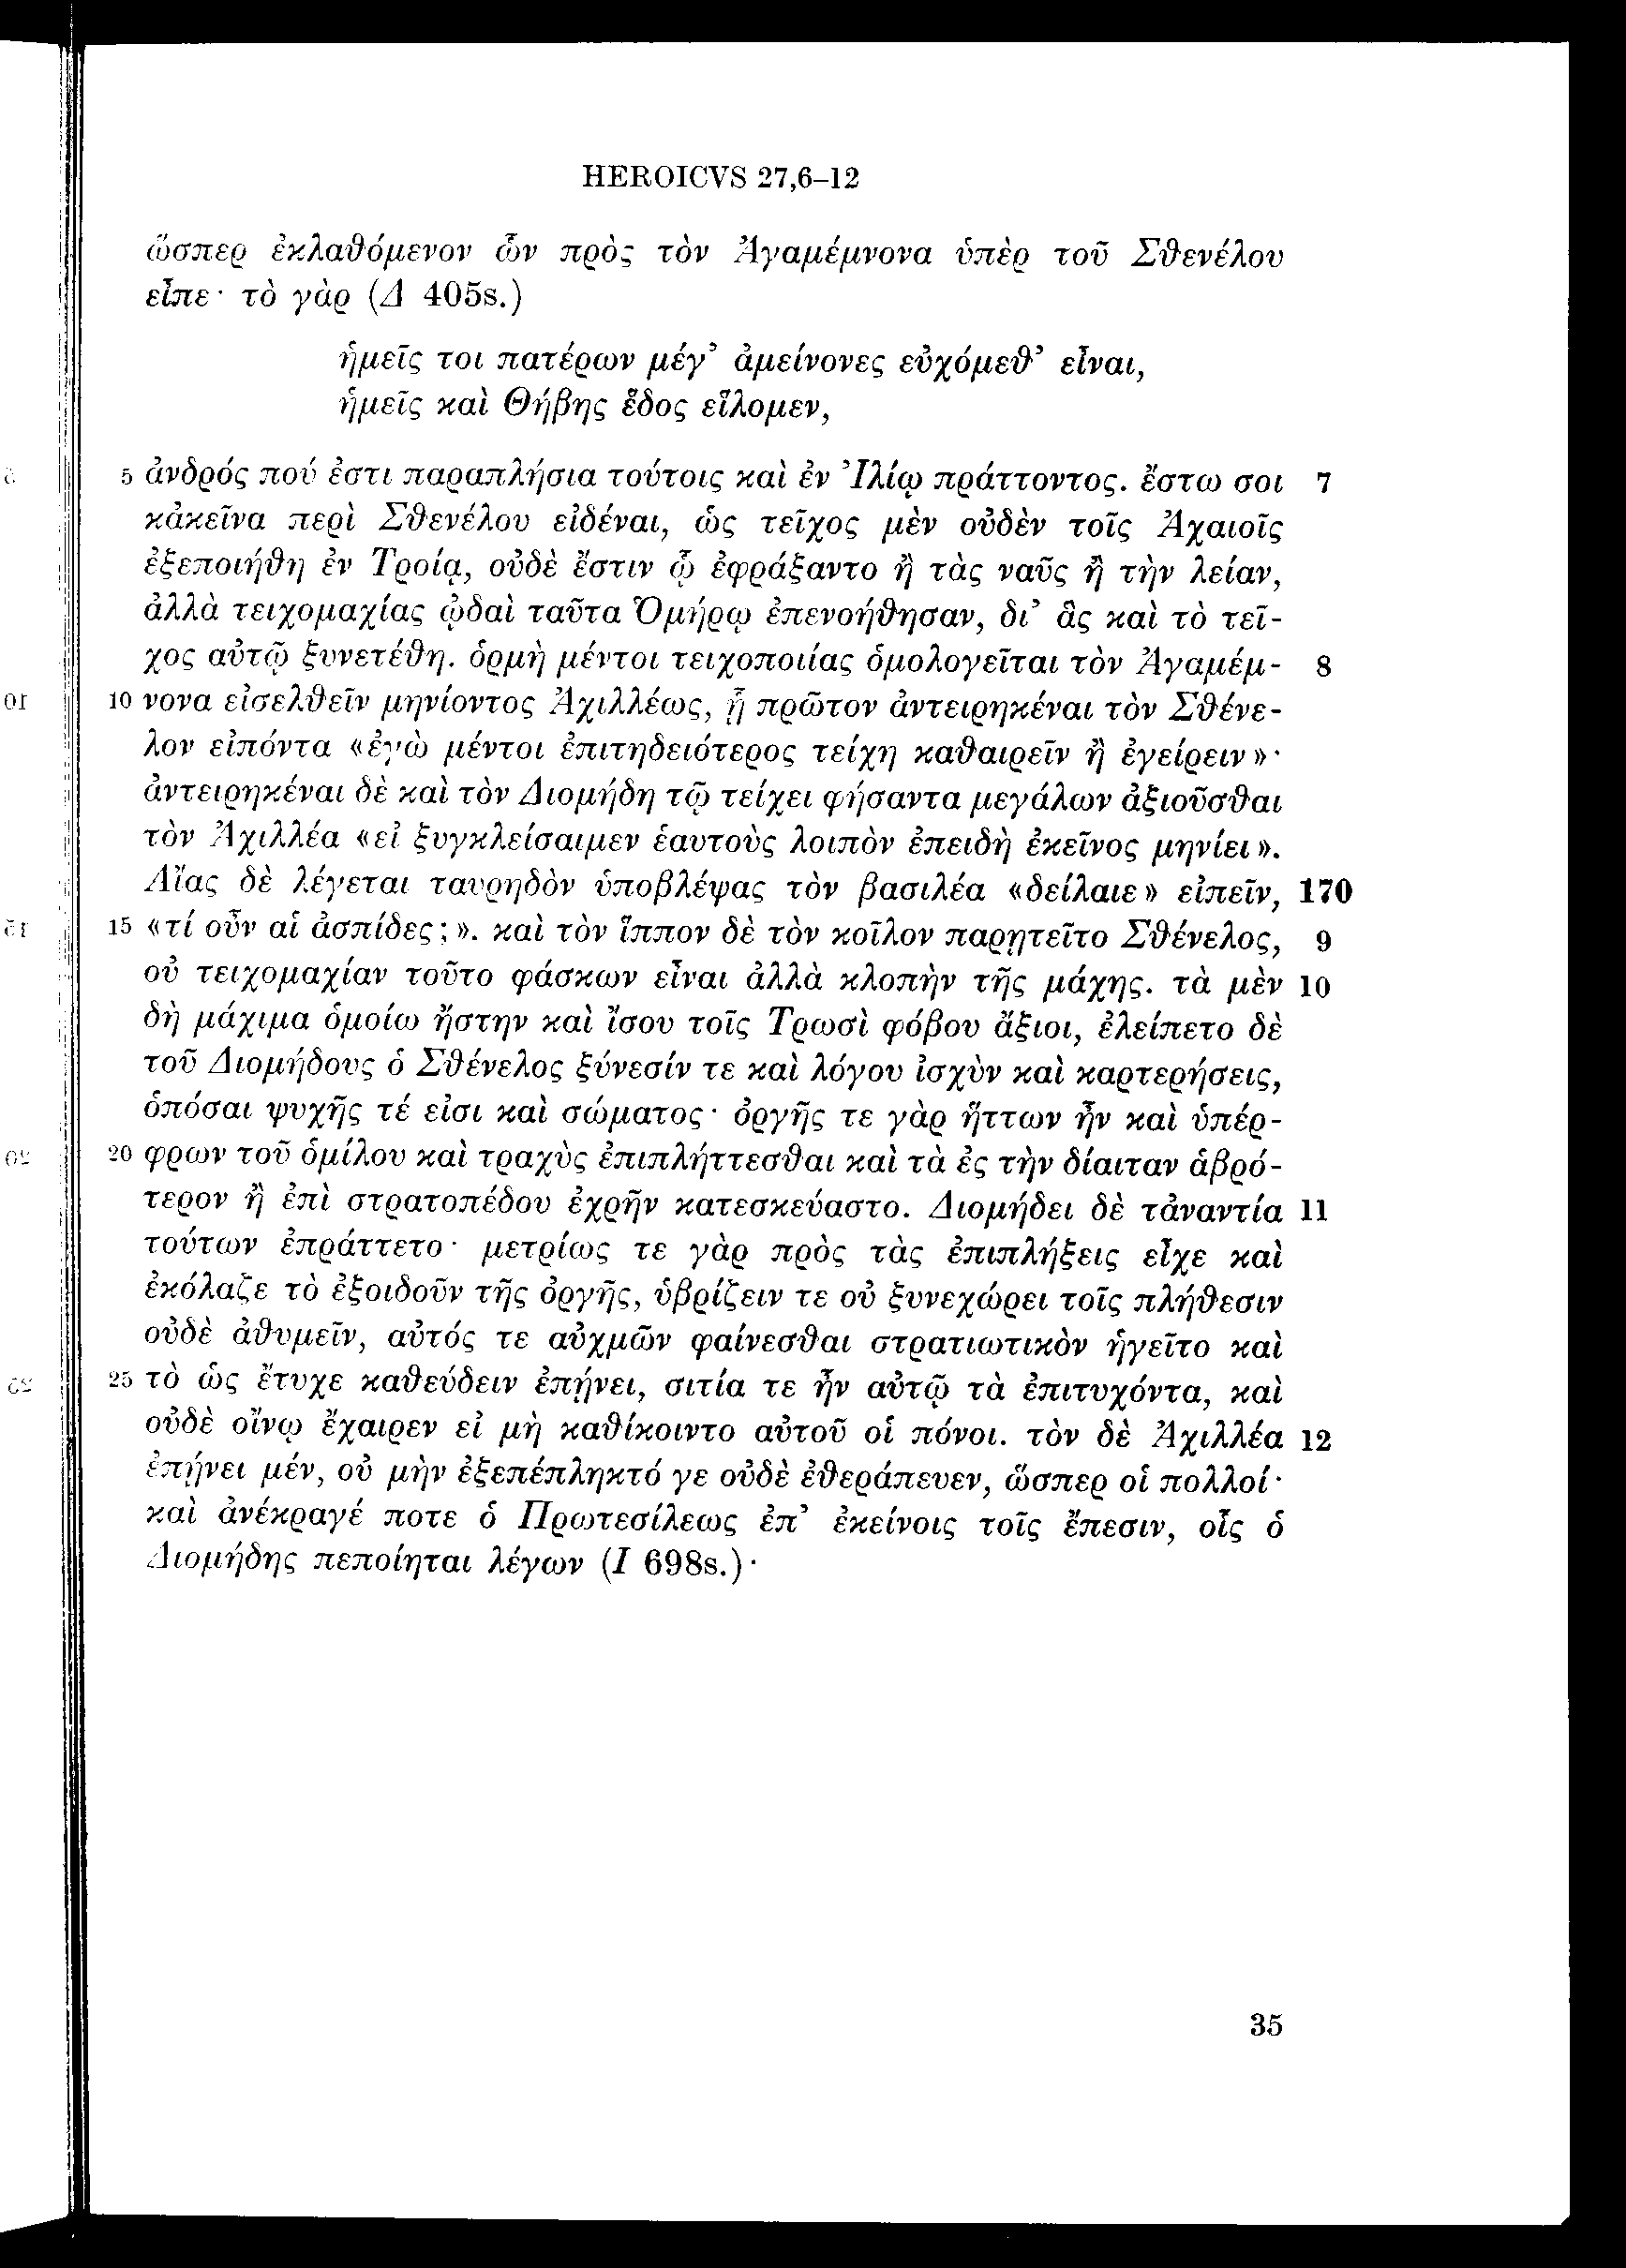 HEROICVS 27,6–12
ὥσπερ ἐκλαθόμενον ὧν πρὸς τὸν Ἀγαμέμνονα ὑπὲρ τοῦ Σθενέλου
εἶπε· τὸ γὰρ (Δ 405s.)
ἡμεῖς τοι πατέρων μέγ’ ἀμείνονες εὐχόμεθ’ εἶναι,
ἡμεῖς καὶ Θήβης ἕδος εἵλομεν,
5 ἀνδρός πού ἐστι παραπλήσια τούτοις καὶ ἐν Ἰλίῳ πράττοντος. ἔστω σοι 7
κἀκεῖνα περὶ Σθενέλου εἰδέναι, ὡς τεῖχος μὲν οὐδὲν τοῖς Ἀχαιοῖς
ἐξεποιήθη ἐν Τροίᾳ, οὐδὲ ἔστιν ᾧ ἐφράξαντο ἢ τὰς ναῦς ἢ τὴν λείαν,
ἀλλὰ τειχομαχίας ᾠδαὶ ταῦτα Ὁμήρῳ ἐπενοήθησαν, δι’ ἃς καὶ τὸ τεῖ-
χος αὐτῷ ξυνετέθη. ὁρμὴ μέντοι τειχοποιίας ὁμολογεῖται τὸν Ἀγαμέμ- 8
10 νονα εἰσελθεῖν μηνίοντος Ἀχιλλέως, ᾗ πρῶτον ἀντειρηκέναι τὸν Σθένε-
λον εἰπόντα «ἐγὼ μέντοι ἐπιτηδειότερος τείχη καθαιρεῖν ἢ ἐγείρειν»·
ἀντειρηκέναι δὲ καὶ τὸν Διομήδη τῷ τείχει φήσαντα μεγάλων ἀξιοῦσθαι
τὸν Ἀχιλλέα «εἰ ξυγκλείσαιμεν ἑαυτοὺς λοιπὸν ἐπειδὴ ἐκεῖνος μηνίει».
Αἴας δὲ λέγεται ταυρηδὸν ὑποβλέψας τὸν βασιλέα «δείλαιε» εἰπεῖν, 170
15 «τί οὖν αἱ ἀσπίδες;». καὶ τὸν ἵππον δὲ τὸν κοῖλον παρῃτεῖτο Σθένελος, 9
οὐ τειχομαχίαν τοῦτο φάσκων εἶναι ἀλλὰ κλοπὴν τῆς μάχης. τὰ μὲν 10
δὴ μάχιμα ὁμοίω ἤστην καὶ ἴσου τοῖς Τρωσὶ φόβου ἄξιοι, ἐλείπετο δὲ
τοῦ Διομήδους ὁ Σθένελος ξύνεσίν τε καὶ λόγου ἰσχὺν καὶ καρτερήσεις,
ὁπόσαι ψυχῆς τέ εἰσι καὶ σώματος· ὀργῆς τε γὰρ ἥττων ἦν καὶ ὑπέρ-
20 φρων τοῦ ὁμίλου καὶ τραχὺς ἐπιπλήττεσθαι καὶ τὰ ἐς τὴν δίαιταν ἁβρό-
τερον ἢ ἐπὶ στρατοπέδου ἐχρῆν κατεσκεύαστο. Διομήδει δὲ τἀναντία 11
τούτων ἐπράττετο· μετρίως τε γὰρ πρὸς τὰς ἐπιπλήξεις εἶχε καὶ
ἐκόλαζε τὸ ἐξοιδοῦν τῆς ὀργῆς, ὑβρίζειν τε οὐ ξυνεχώρει τοῖς πλήθεσιν
οὐδὲ ἀθυμεῖν, αὐτός τε αὐχμῶν φαίνεσθαι στρατιωτικὸν ἡγεῖτο καὶ
25 τὸ ὡς ἔτυχε καθεύδειν ἐπῄνει, σιτία τε ἦν αὐτῷ τὰ ἐπιτυχόντα, καὶ
οὐδὲ οἴνῳ ἔχαιρεν εἰ μὴ καθίκοιντο αὐτοῦ οἱ πόνοι. τὸν δὲ Ἀχιλλέα 12
ἐπῄνει μέν, οὐ μὴν ἐξεπέπληκτό γε οὐδὲ ἐθεράπευεν, ὥσπερ οἱ πολλοί·
καὶ ἀνέκραγέ ποτε ὁ Πρωτεσίλεως ἐπ’ ἐκείνοις τοῖς ἔπεσιν, οἷς ὁ
Διομήδης πεποίηται λέγων (I 698s.)·
35